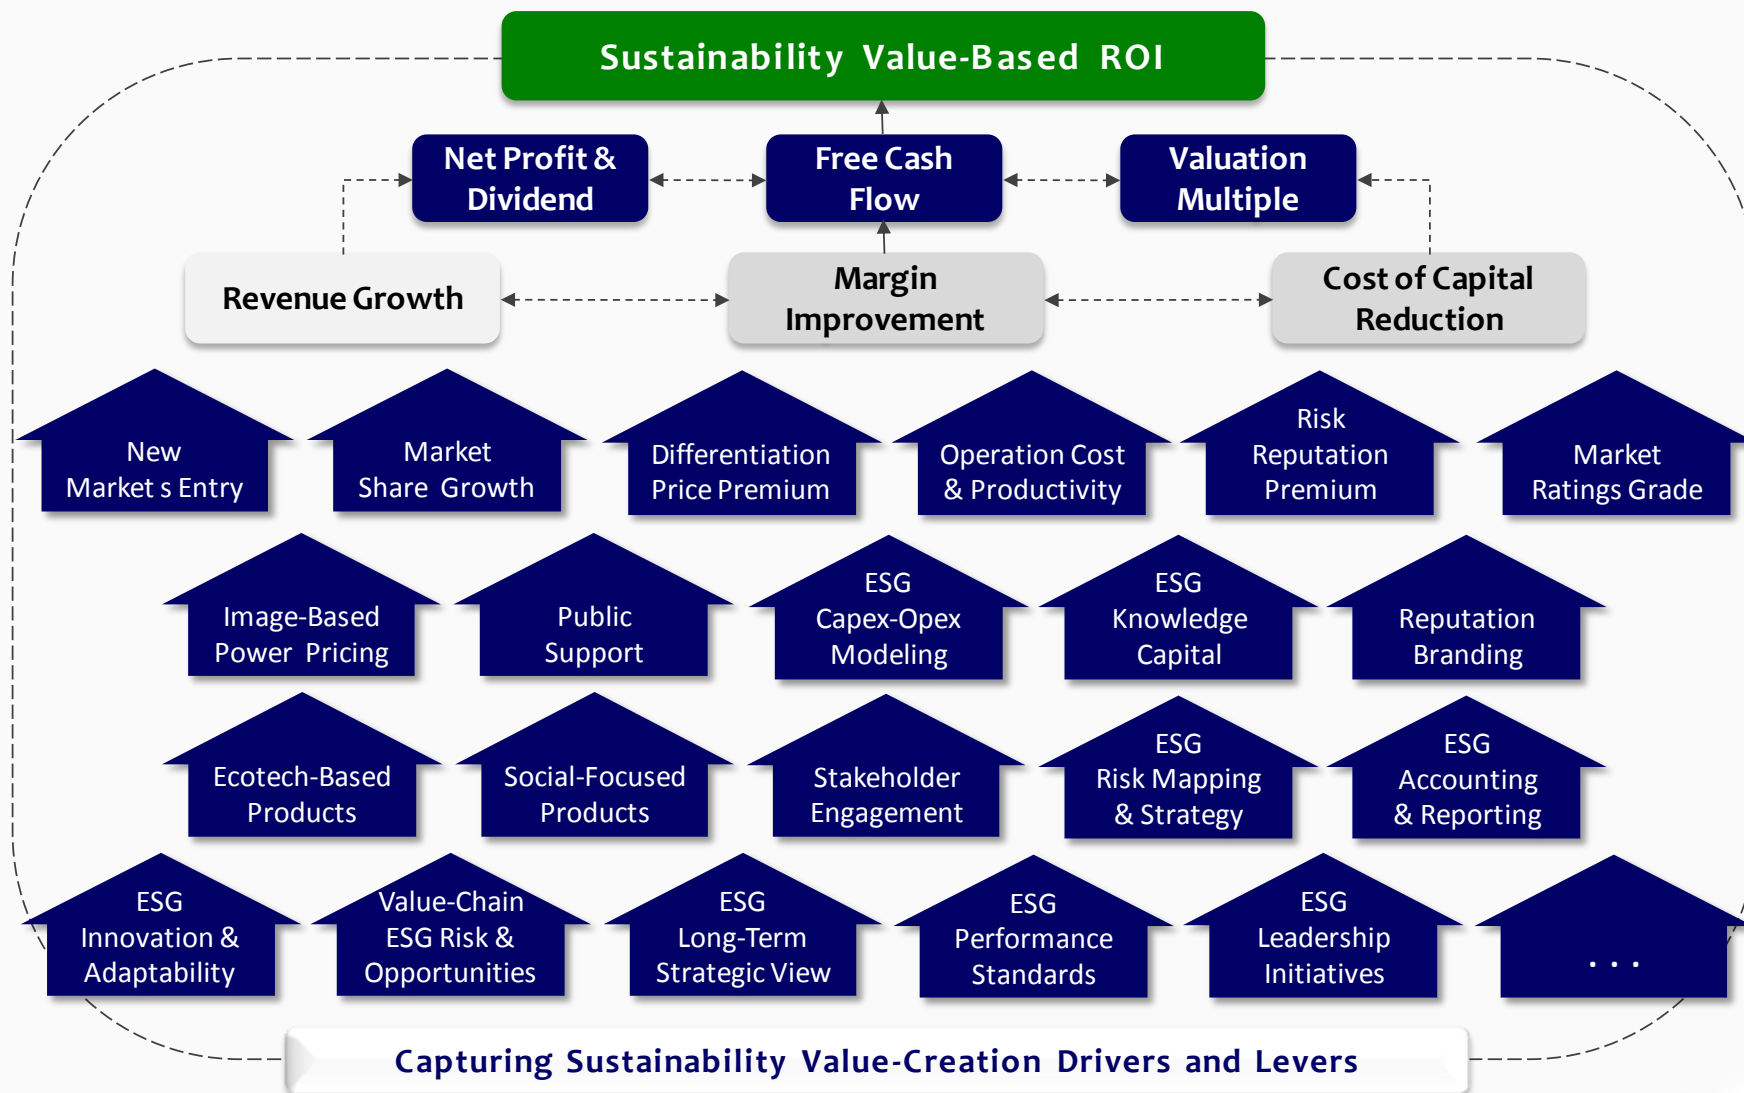 Sustainability Value-Based ROI
Net Profit &
Dividend
Free Cash
Flow
Valuation
Multiple
Revenue Growth
Margin
Improvement
Cost of Capital
Reduction
New
Market s Entry
Market
Share Growth
Differentiation
Price Premium
Operation Cost
& Productivity
Risk
Reputation
Premium
Market
Ratings Grade
Image-Based
Power Pricing
Public
Support
ESG
Capex-Opex
Modeling
ESG
Knowledge
Capital
Reputation
Branding
Ecotech-Based
Products
Social-Focused
Products
Stakeholder
Engagement
ESG
Risk Mapping
& Strategy
ESG
Accounting
& Reporting
ESG
Innovation &
Adaptability
Value-Chain
ESG Risk &
Opportunities
ESG
Long-Term
Strategic View
ESG
Performance
Standards
ESG
Leadership
Initiatives
. . .
Capturing Sustainability Value-Creation Drivers and Levers